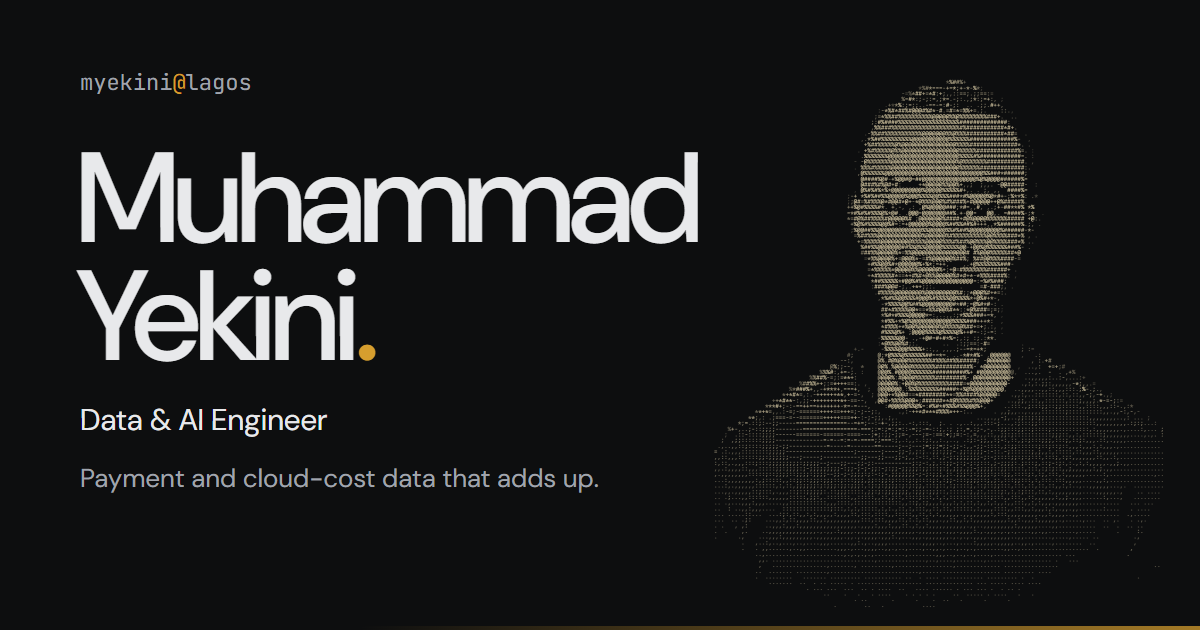 myekini@lagos
Muhammad
Yekini.
Data & AI Engineer
Payment and cloud-cost data that adds up.